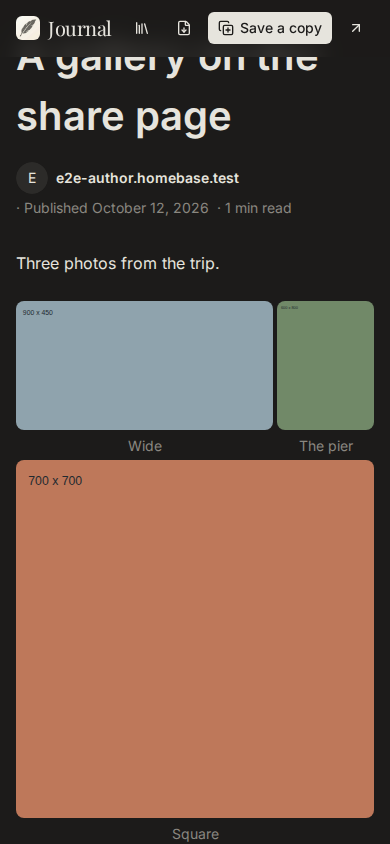 Journal
Save a copy
A gallery on the
share page
E
e2e-author.homebase.test
· Published October 12, 2026 · 1 min read
Three photos from the trip.
900 x 450
Wide
The pier
700 x 700
Square